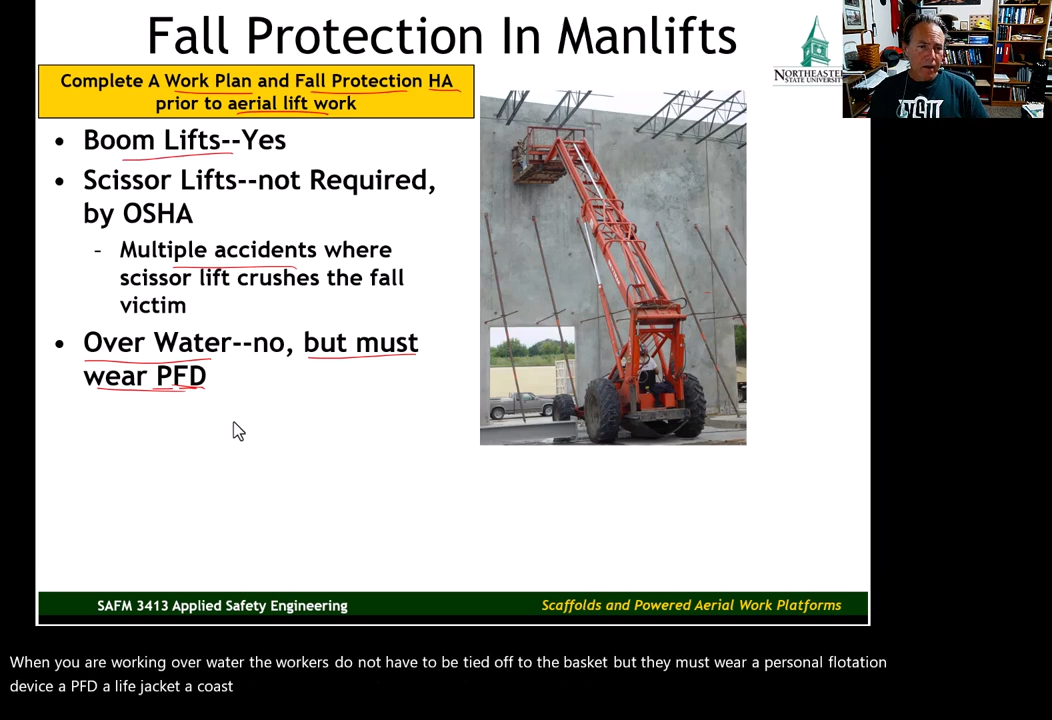 Fall Protection In Manlifts
NORTHEASTE
STATE UNIVERSI
Complete A Work Plan and Fall Protection HA
prior to aerial lift work
• Boom Lifts--Yes
• Scissor Lifts--not Required,
by OSHA
- Multiple accidents where
scissor lift crushes the fall
victim
• Over Water--no, but must
wear PFD
SAFM 3413 Applied Safety Engineering
Scaffolds and Powered Aerial Work Platforms
When you are working over water the workers do not have to be tied off to the basket but they must wear a personal flotation
device a PFD a life jacket a coast